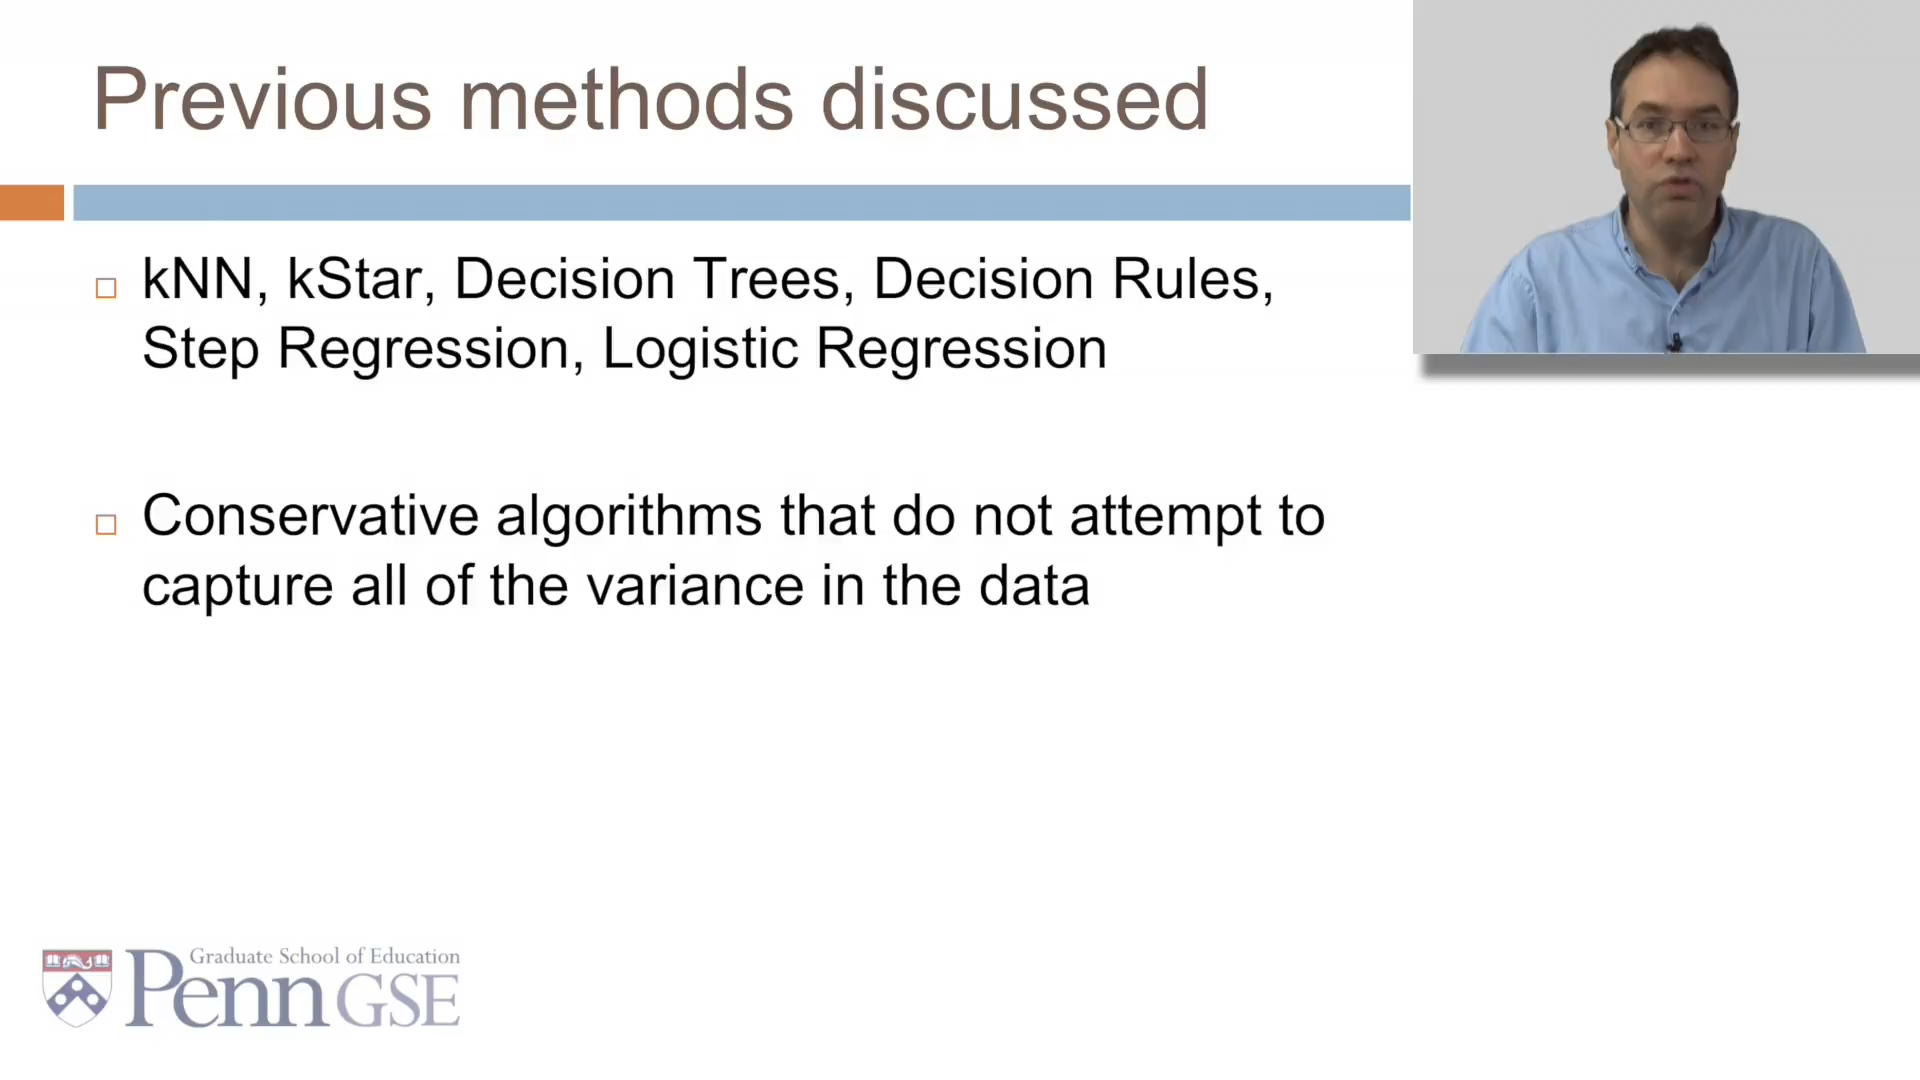 Previous methods discussed
kNN, kStar, Decision Trees, Decision Rules,
Step Regression, Logistic Regression
Conservative algorithms that do not attempt to
capture all of the variance in the data
Graduate School of Education
Penn GSE